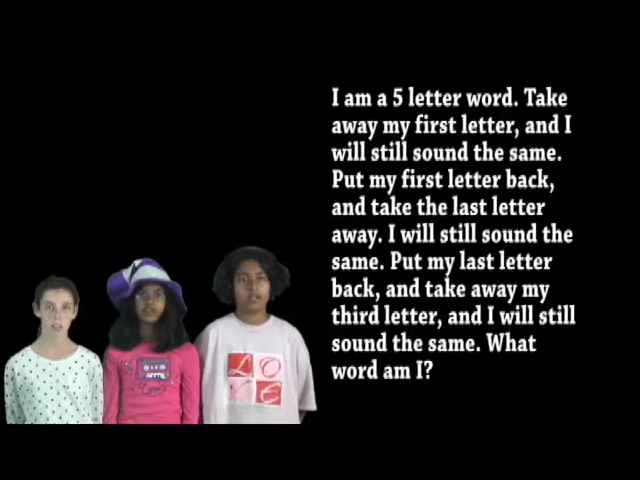 I am a 5 letter word. Take
away my first letter, and I
will still sound the same.
Put my first letter back,
and take the last letter
away. I will still sound the
same. Put my last letter
back, and take away my
third letter, and I will still
sound the same. What
word am I?
L O
V E